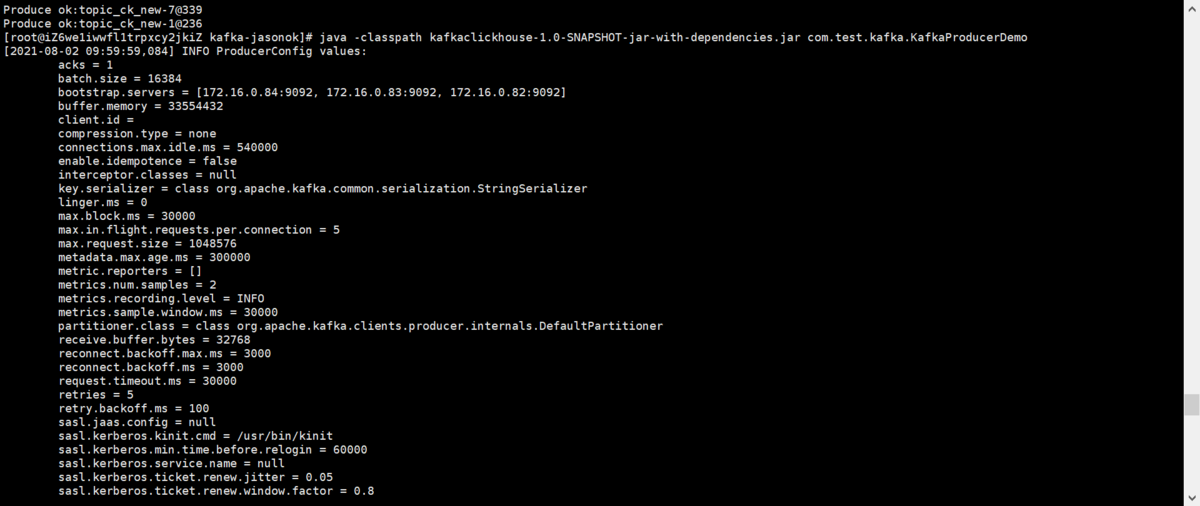 Produce ok:topic_ck_new-7@339
Produce ok:topic_ck_new-1@236
[root@iZ6we1iwwfl1trpxcy2jkiZ kafka-jasonok]# java -classpath kafkaclickhouse-1.0-SNAPSHOT-jar-with-dependencies.jar com.test.kafka.KafkaProducerDemo
[2021-08-02 09:59:59,084] INFO ProducerConfig values:
acks = 1
batch.size = 16384
bootstrap.servers = [172.16.0.84:9092, 172.16.0.83:9092, 172.16.0.82:9092]
buffer.memory = 33554432
client.id =
compression.type = none
connections.max.idle.ms = 540000
enable.idempotence = false
interceptor.classes = null
key.serializer = class org.apache.kafka.common.serialization.StringSerializer
linger.ms = 0
max.block.ms = 30000
max.in.flight.requests.per.connection = 5
max.request.size = 1048576
metadata.max.age.ms = 300000
metric.reporters = []
metrics.num.samples = 2
metrics.recording.level = INFO
metrics.sample.window.ms = 30000
partitioner.class = class org.apache.kafka.clients.producer.internals.DefaultPartitioner
receive.buffer.bytes = 32768
reconnect.backoff.max.ms = 3000
reconnect.backoff.ms = 3000
request.timeout.ms = 30000
retries = 5
retry.backoff.ms = 100
sasl.jaas.config = null
sasl.kerberos.kinit.cmd = /usr/bin/kinit
sasl.kerberos.min.time.before.relogin = 60000
sasl.kerberos.service.name = null
sasl.kerberos.ticket.renew.jitter = 0.05
sasl.kerberos.ticket.renew.window.factor = 0.8